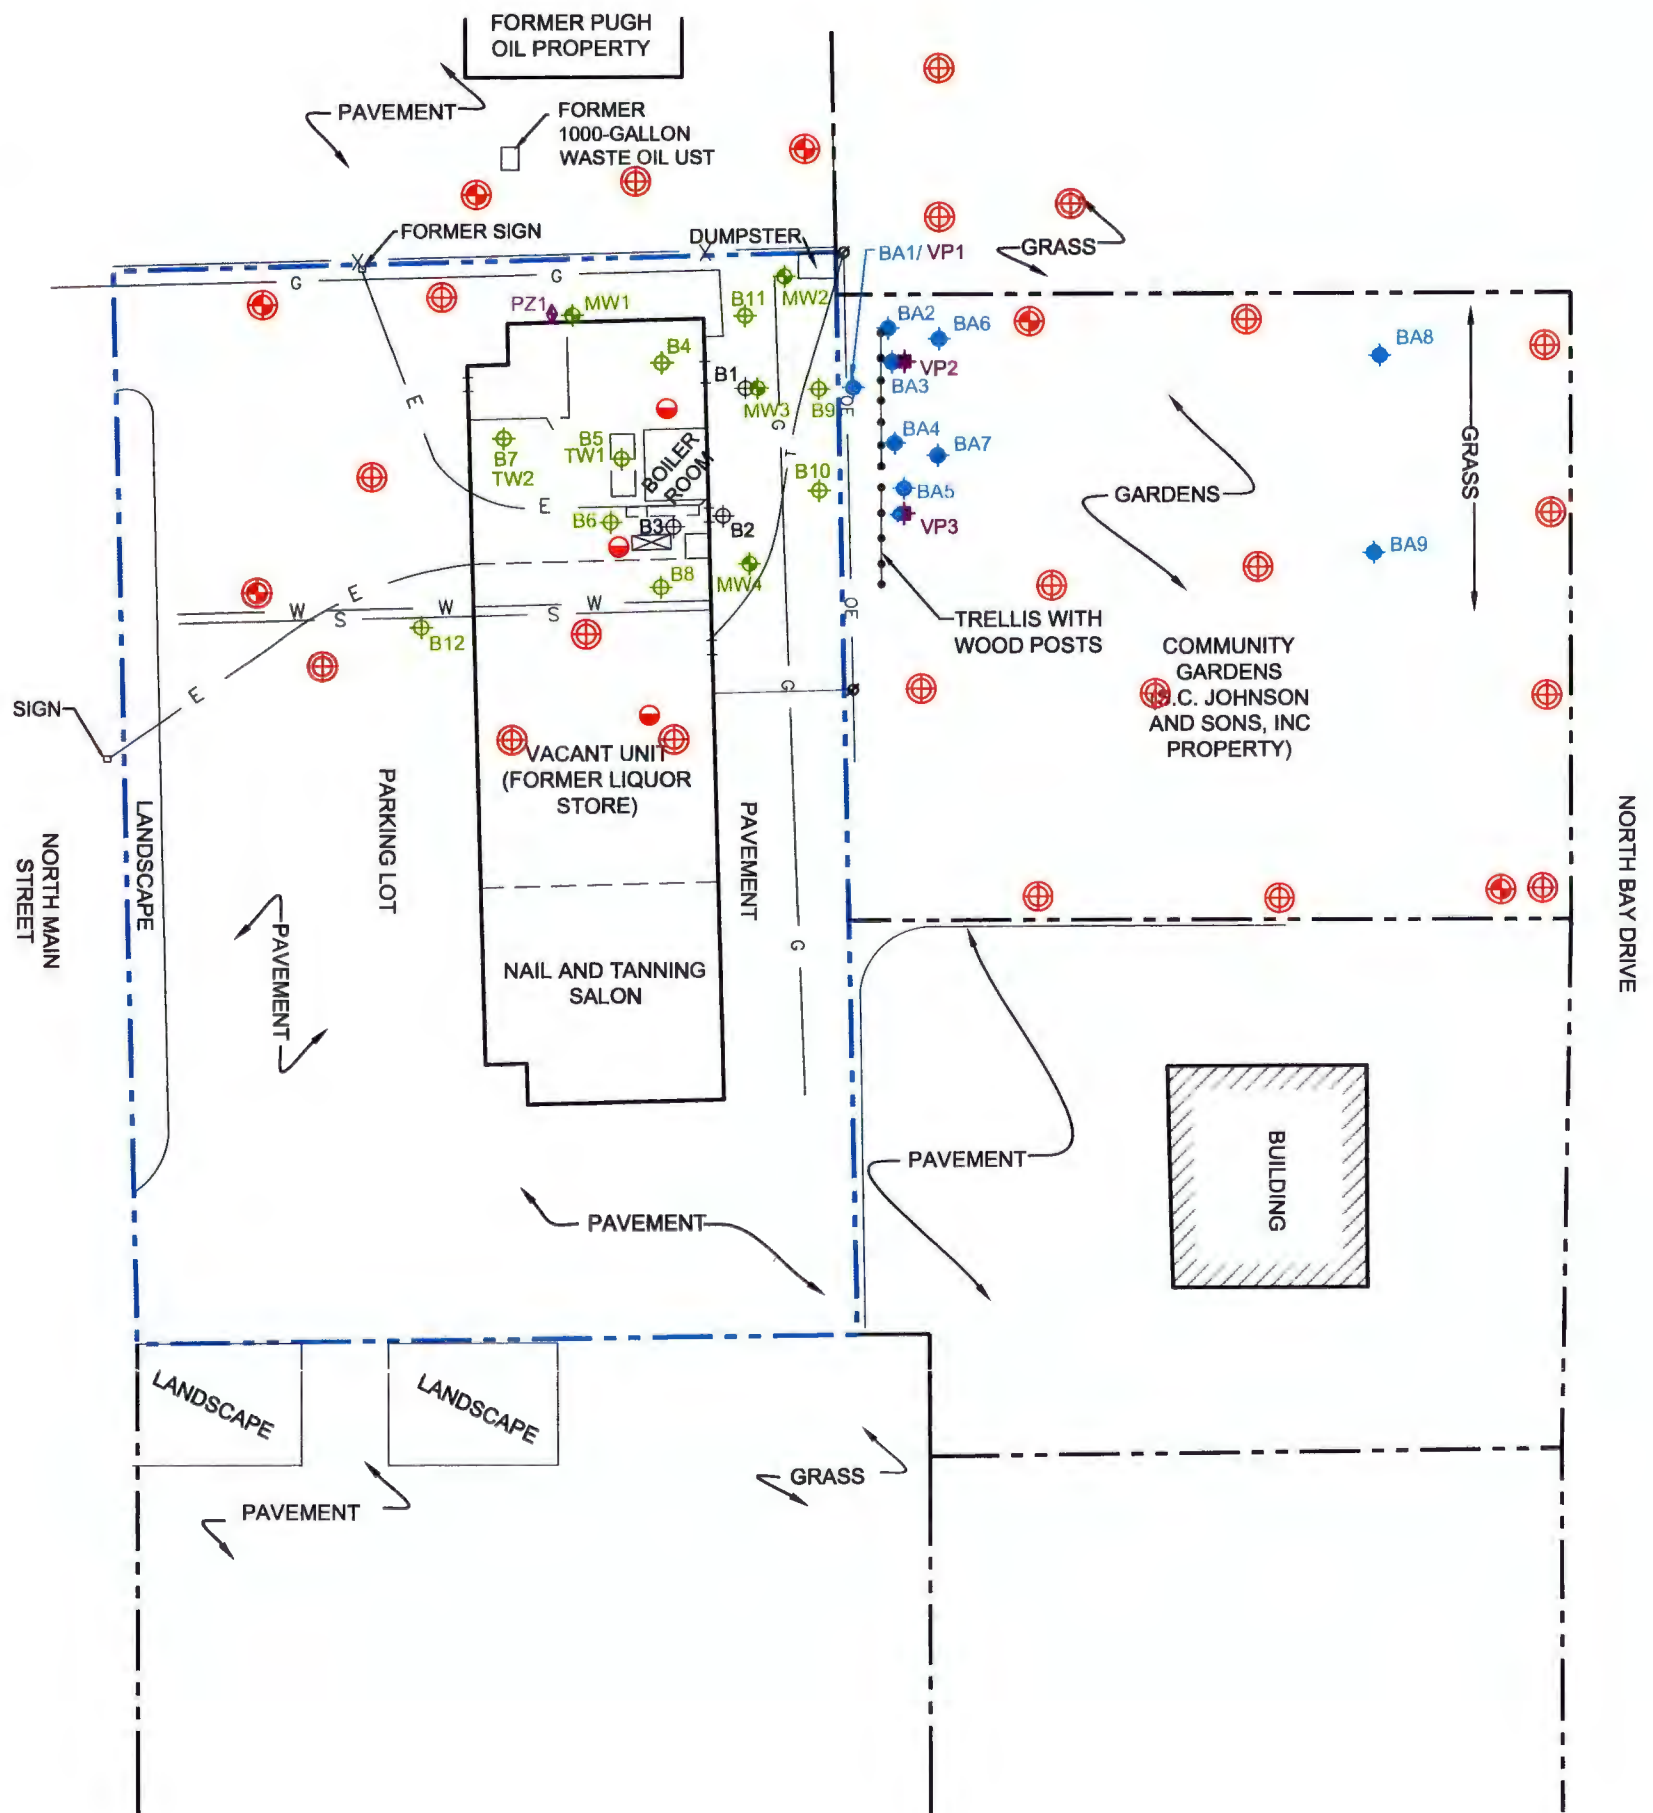 FORMER PUGH
OIL PROPERTY
PAVEMENT
FORMER
1000-GALLON
WASTE OIL UST
FORMER SIGN
DUMPSTER
BA1/ VP1
GRASS
X
X
G
G
PZ1
MW1
B11
MW2
BA2
BA6
BA8
B4
VP2
B1
BA3
MW3
B9
OE
E
G
T
BA4
BA7
GRASS
B7
TW2
B5
TW1
BOILER
ROOM
B10
BA5
GARDENS
E
B6
B3
B2
VP3
BA9
B8
MW4
E
W
S
W
S
W
OE
B12
TRELLIS WITH
WOOD POSTS
COMMUNITY
GARDENS
S.C. JOHNSON
AND SONS, INC
PROPERTY)
E
G
SIGN
VACANT UNIT
(FORMER LIQUOR
STORE)
PARKING LOT
LANDSCAPE
NORTH MAIN
STREET
PAVEMENT
NORTH BAY DRIVE
PAVEMENT
G
NAIL AND TANNING
SALON
PAVEMENT
BUILDING
PAVEMENT
LANDSCAPE
LANDSCAPE
GRASS
PAVEMENT